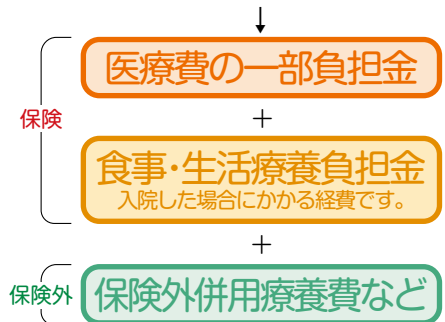 医療費の一部負担金
保険
+
食事・生活療養負担金
入院した場合にかかる経費です。
+
保険外
保険外併用療養費など